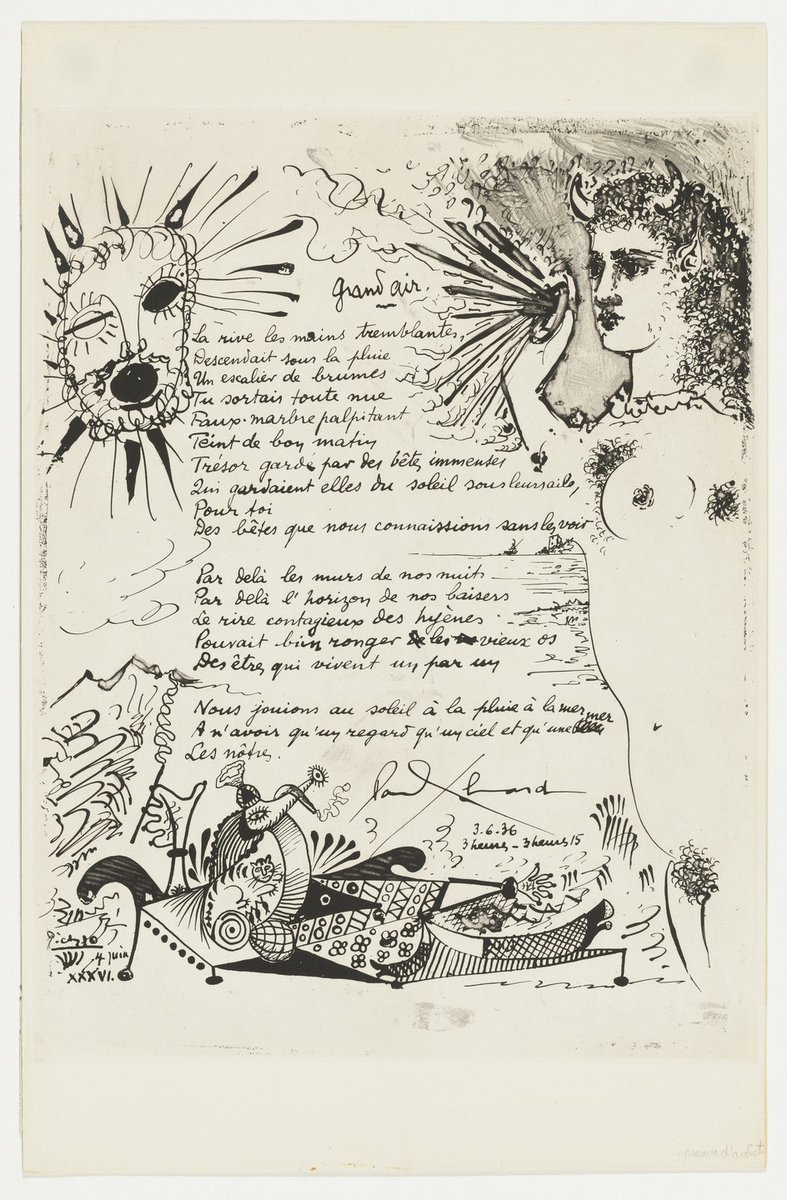 Grand air.
La rive les mains tremblantes,
Descendait sous la pluie
Un escalier de brumes
Tu sortais toute nue
Faux marbre palpitant
Teint de bon matin
Trésor gardé par des bêtes immenses
Qui gardaient elles du soleil sous leurs ailes
Pour toi
Des bêtes que nous connaissions sans les voir
Par delà les murs de nos nuits
Par delà l'horizon de nos baisers
Le rire contagieux des hyènes
Pouvait bien ronger les vieux os
Des êtres qui vivent un par un
Nous jouions au soleil à la pluie à la mer
A n'avoir qu'un regard qu'un ciel et qu'une mer
Les nôtres.
Paul Eluard
3-6-36
3 heures - 3 heures 15
Picasso
4 juin
XXXVI.
épreuve d'artiste